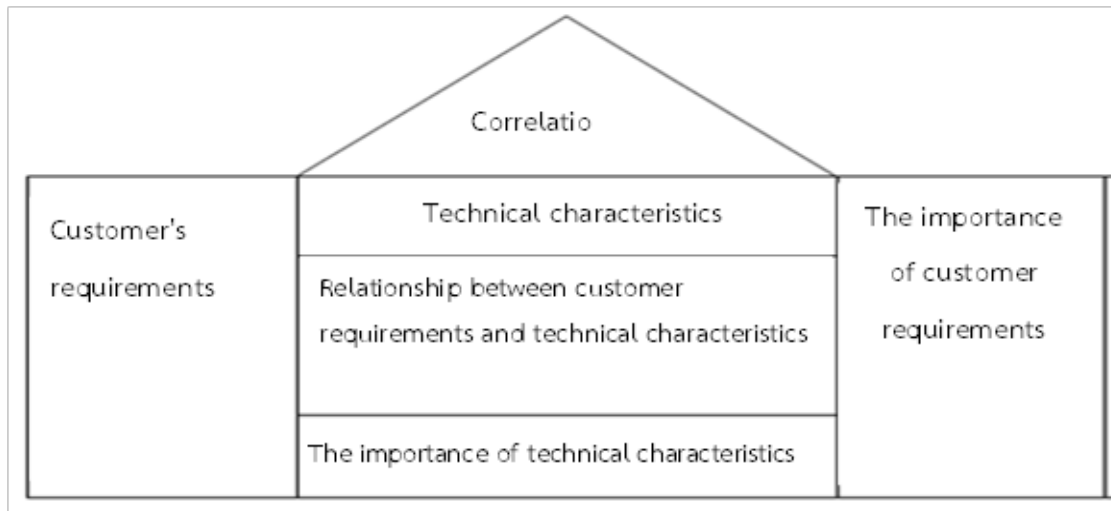 Correlatio
Technical characteristics
Customer's
requirements
Relationship between customer
requirements and technical characteristics
The importance
of customer
requirements
The importance of technical characteristics